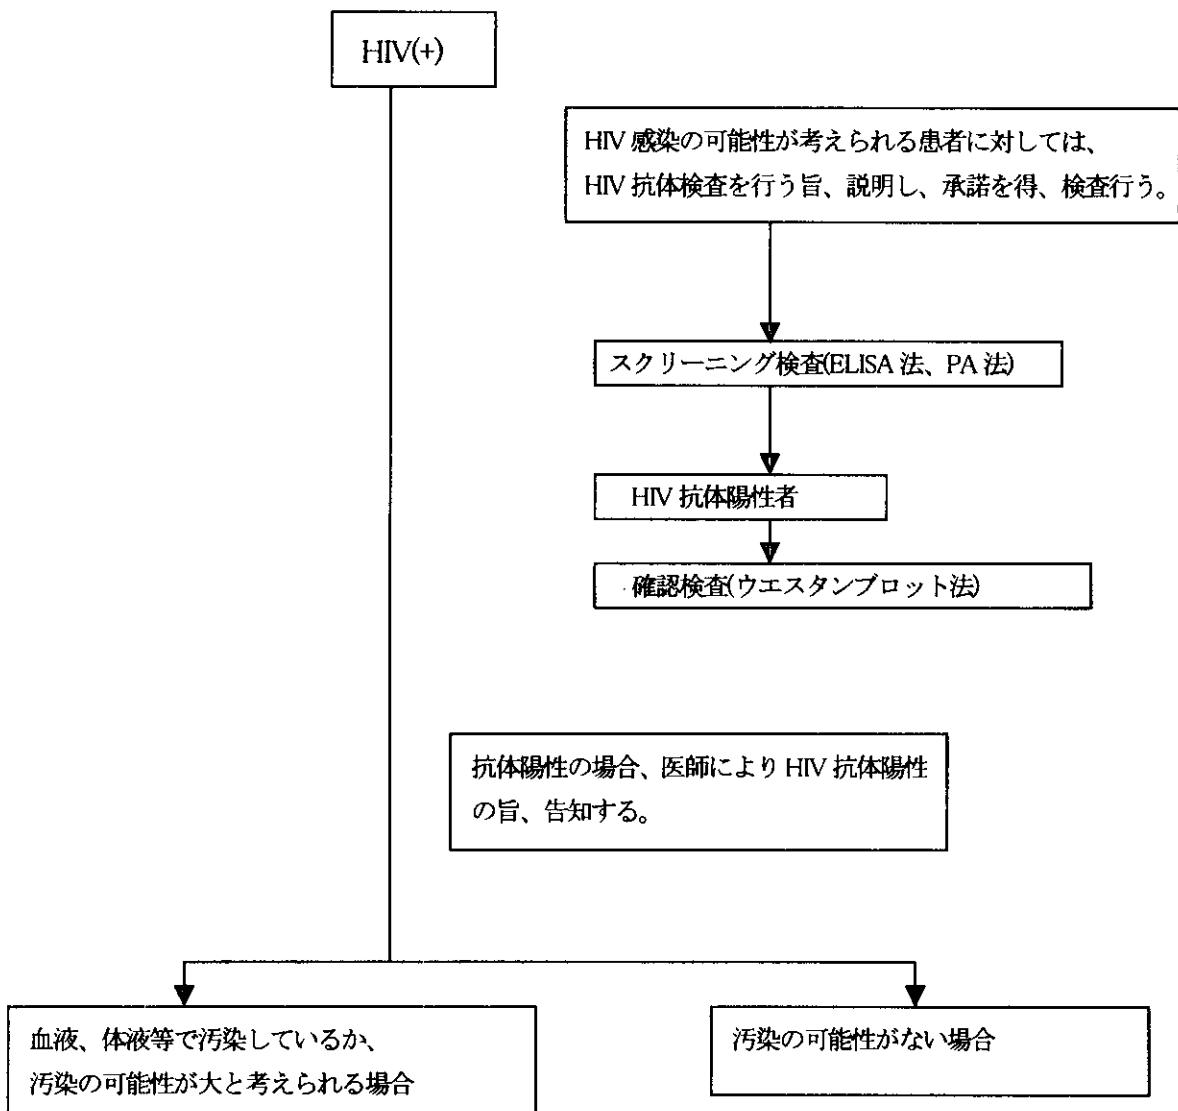 HIV(+)
HIV 感染の可能性が考えられる患者に対しては、
HIV 抗体検査を行う旨、説明し、承諾を得、検査行う。
スクリーニング検査(ELISA 法、PA 法)
HIV 抗体陽性者
確認検査(ウエスタンブロット法)
抗体陽性の場合、医師により HIV 抗体陽性
の旨、告知する。
血液、体液等で汚染しているか、
汚染の可能性が大と考えられる場合
汚染の可能性がない場合